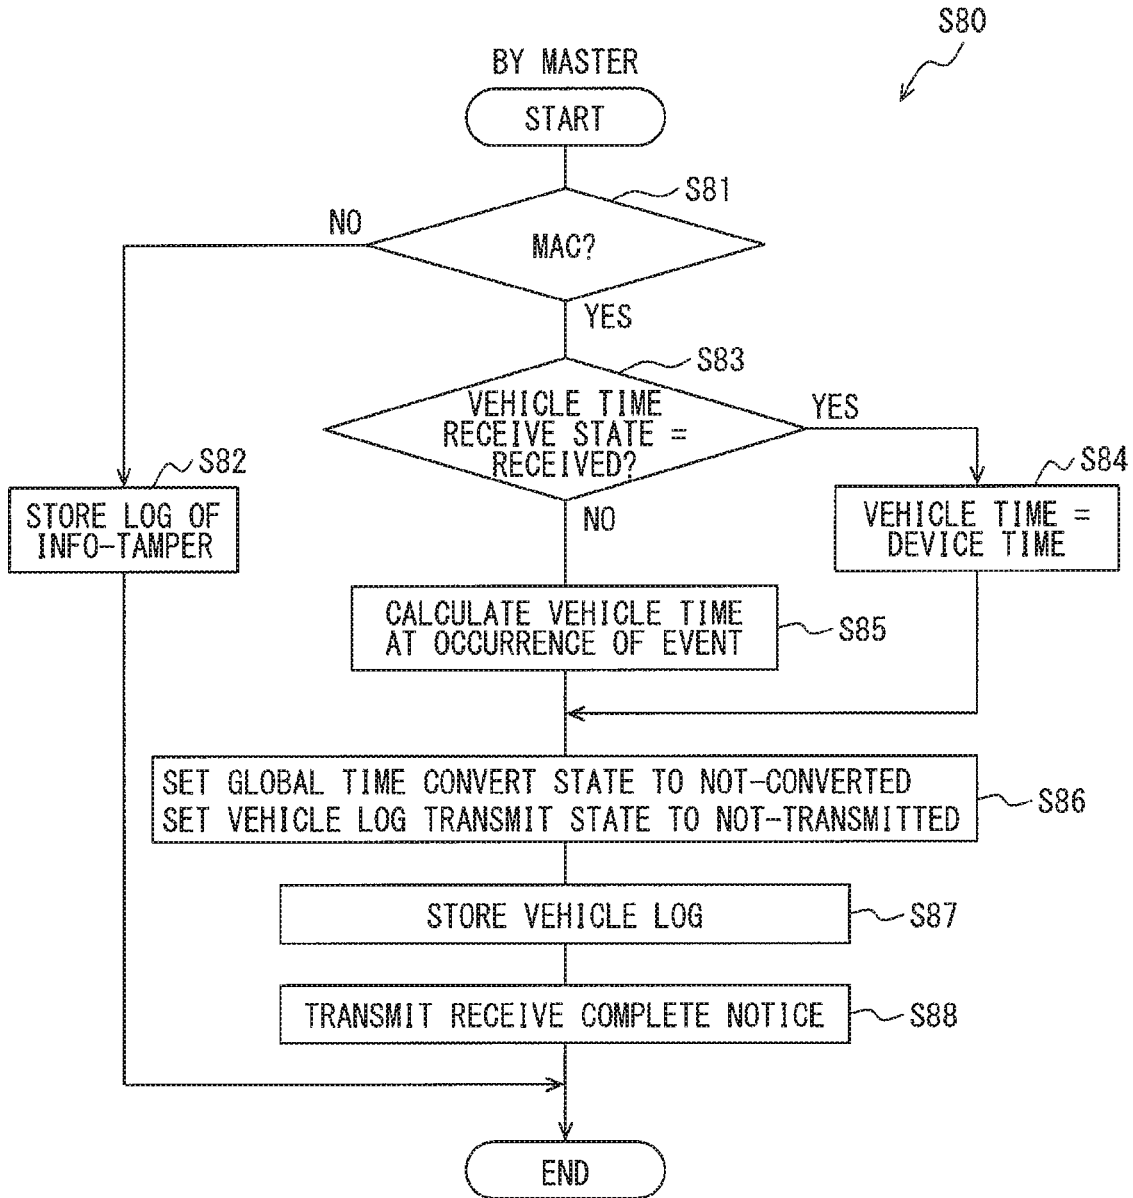 S80
BY MASTER
START
S81
NO
MAC?
YES
S83
VEHICLE TIME
RECEIVE STATE =
RECEIVED?
YES
S82
STORE LOG OF
INFO-TAMPER
S84
VEHICLE TIME =
DEVICE TIME
NO
CALCULATE VEHICLE TIME
AT OCCURRENCE OF EVENT
S85
SET GLOBAL TIME CONVERT STATE TO NOT-CONVERTED
SET VEHICLE LOG TRANSMIT STATE TO NOT-TRANSMITTED
S86
STORE VEHICLE LOG
S87
TRANSMIT RECEIVE COMPLETE NOTICE
S88
END